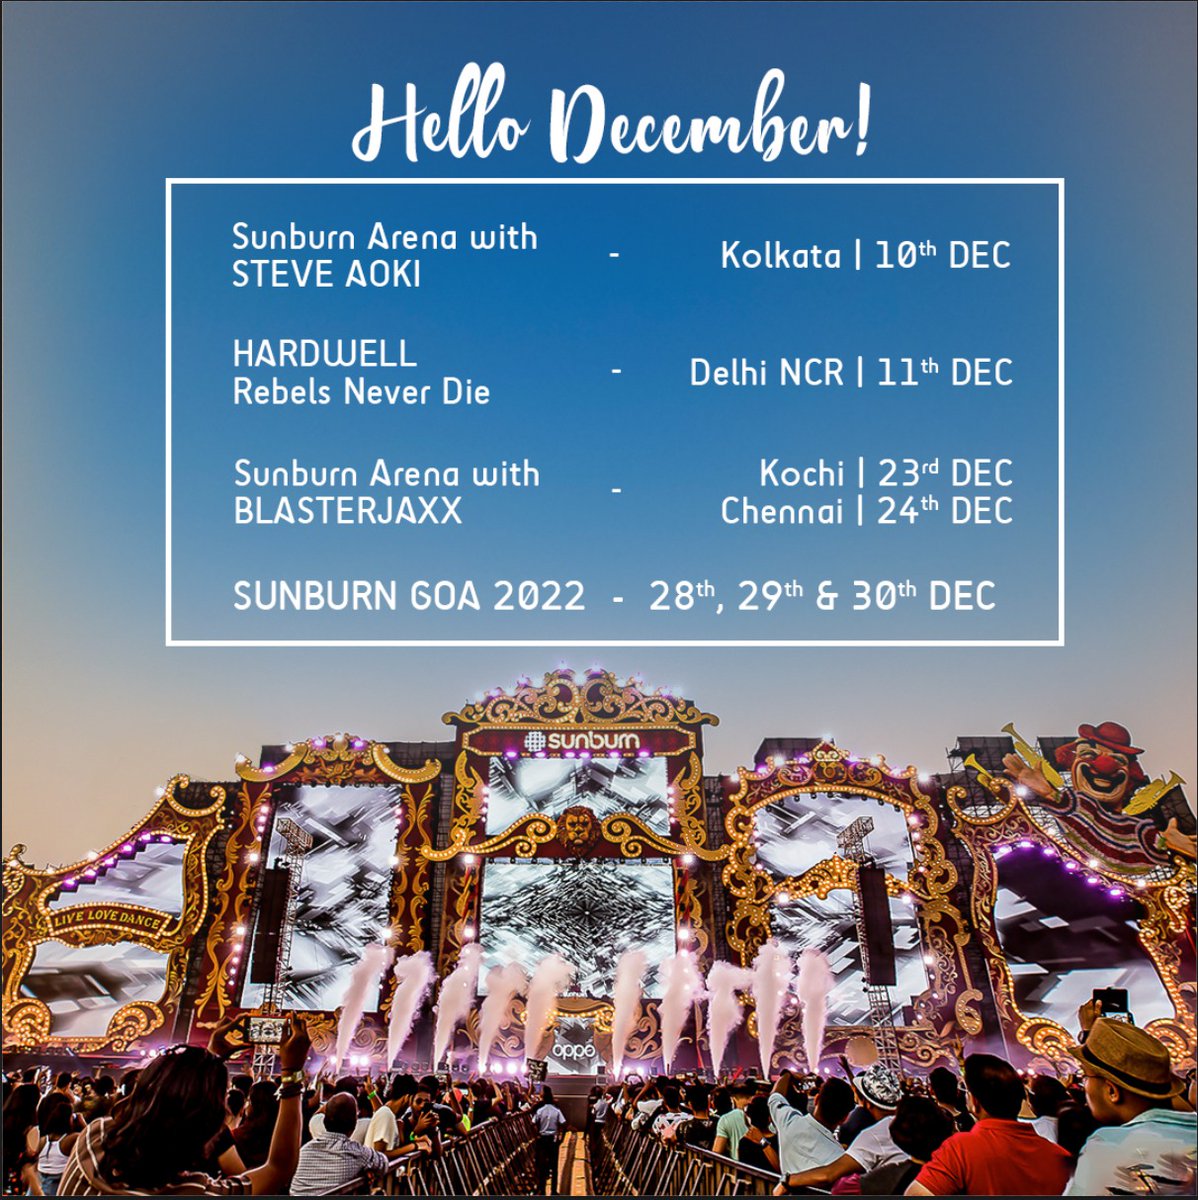 Hello December!
Sunburn Arena with
STEVE AOKI
- Kolkata | 10th DEC
HARDWELL
Rebels Never Die
- Delhi NCR | 11th DEC
Sunburn Arena with
BLASTERJAXX
- Kochi | 23rd DEC
Chennai | 24th DEC
SUNBURN GOA 2022 - 28th, 29th & 30th DEC
sunburn
LIVE LOVE DANCE
oppo